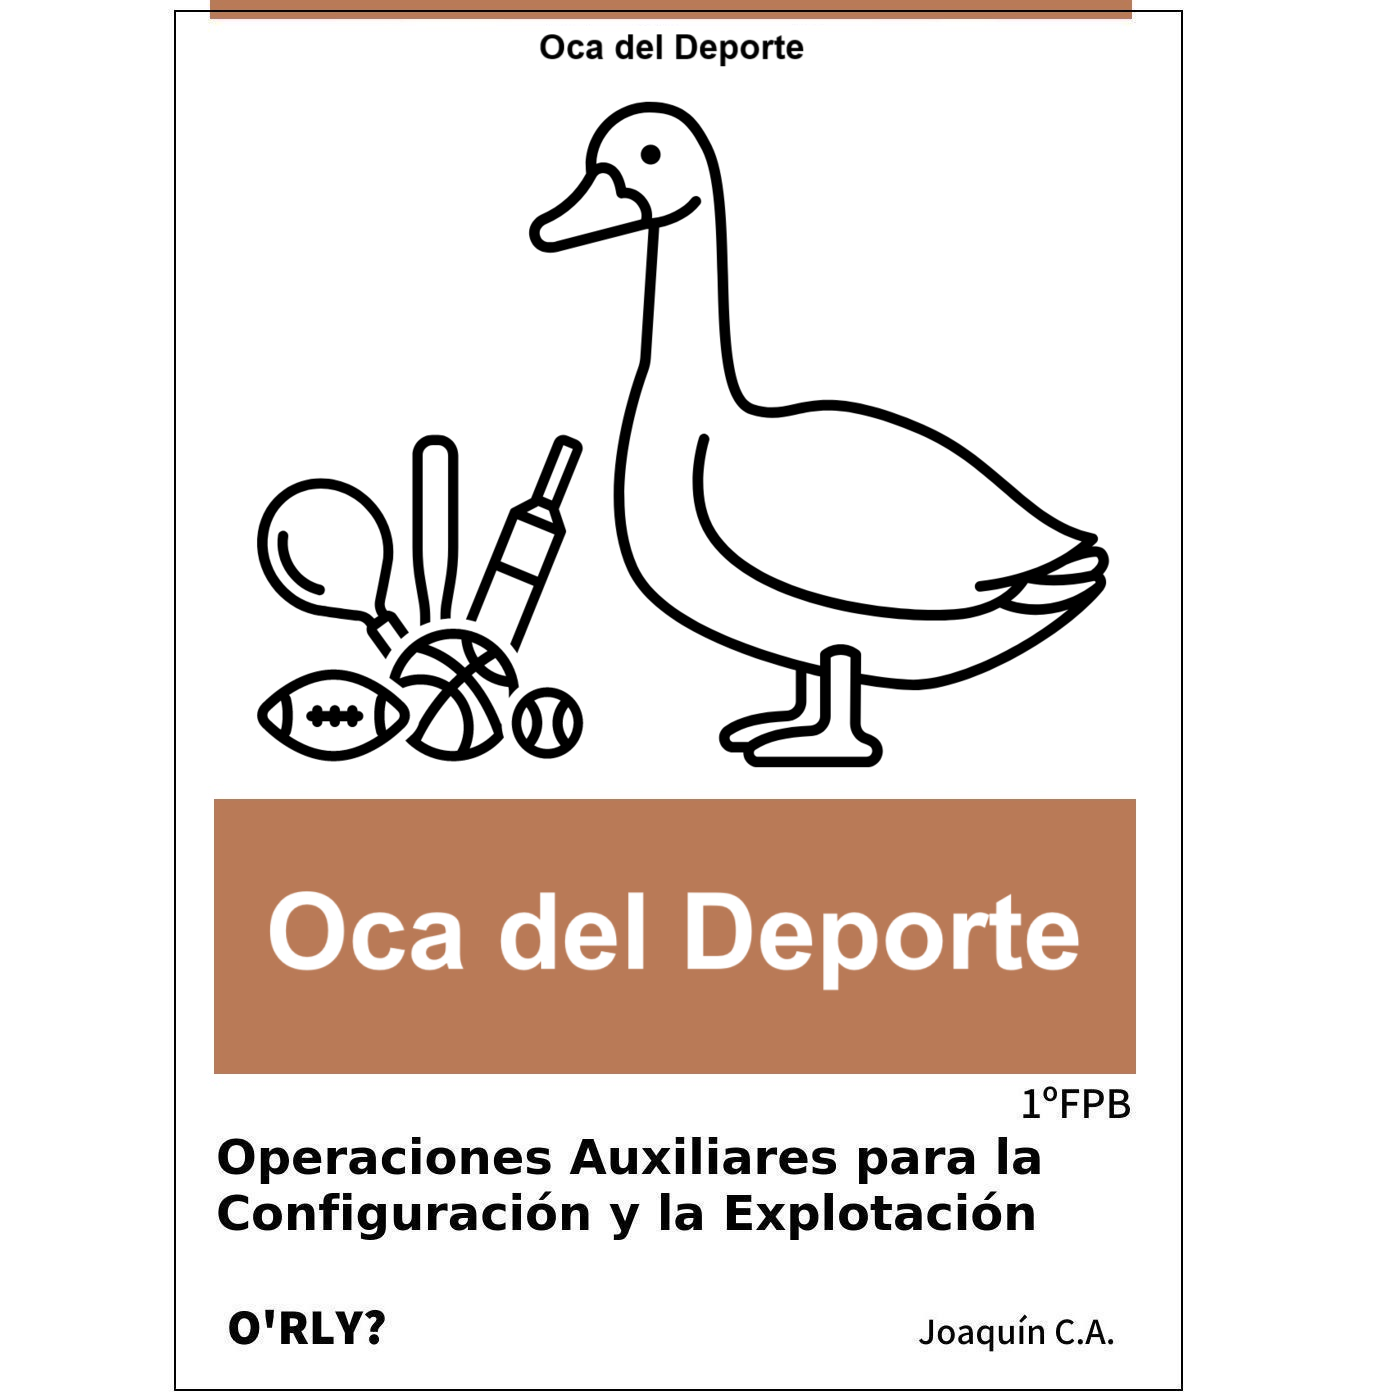 Oca del Deporte
Oca del Deporte
1ºFPB
Operaciones Auxiliares para la
Configuración y la Explotación
O'RLY?
Joaquín C.A.